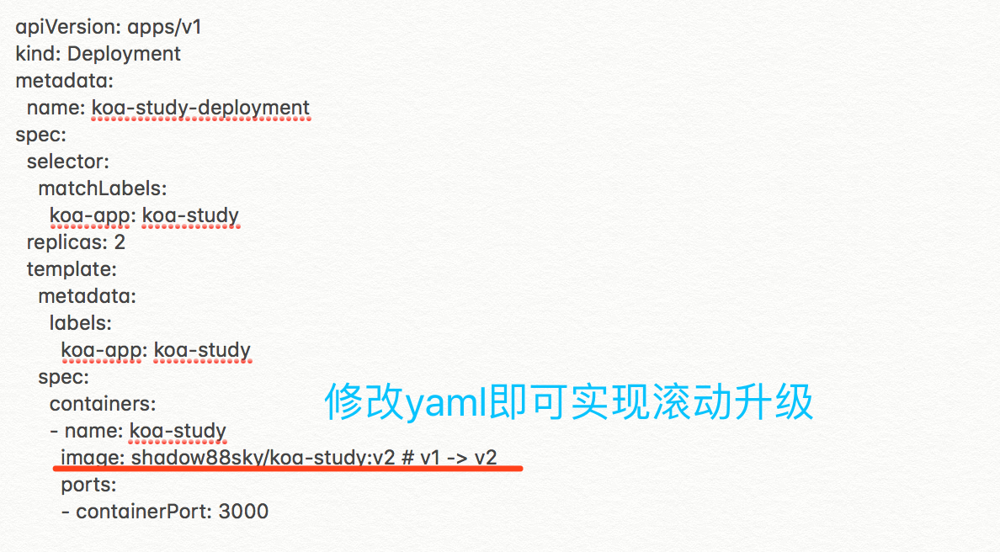 apiVersion: apps/v1
kind: Deployment
metadata:
  name: koa-study-deployment
spec:
  selector:
    matchLabels:
      koa-app: koa-study
  replicas: 2
  template:
    metadata:
      labels:
        koa-app: koa-study
    spec:
      containers:
修改yaml即可实现滚动升级
      - name: koa-study
        image: shadow88sky/koa-study:v2 # v1 -> v2
        ports:
        - containerPort: 3000